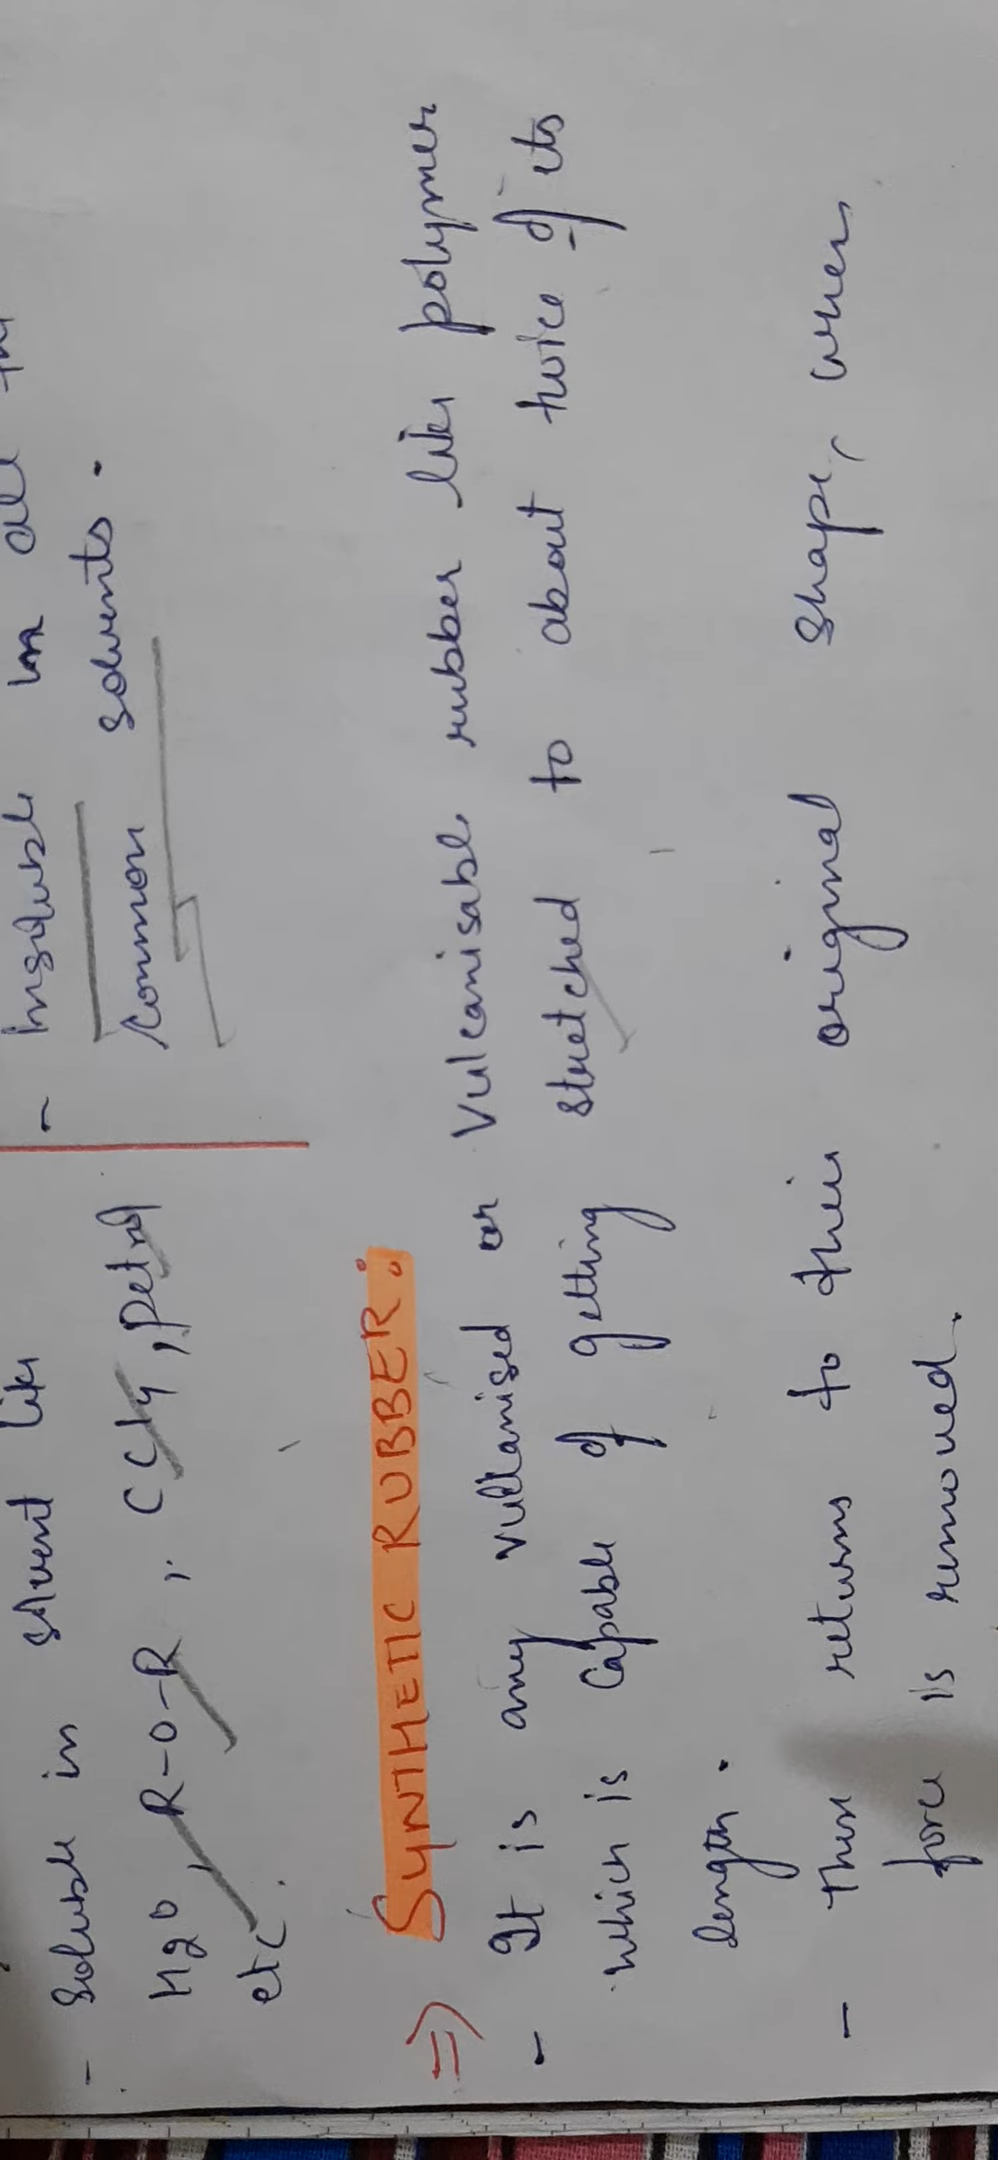 - soluble in solvent like
H2O, R-O-R, CCl4, petrol
etc.
- Insoluble in all
common solvents.
=> SYNTHETIC RUBBER:
- It is any vulcanised or Vulcanisable rubber like polymer
which is capable of getting stretched to about twice of its
length.
- Then returns to their original shape, when
force is removed.